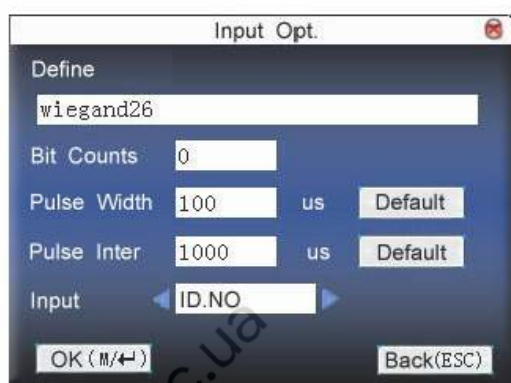 Input Opt.
Define
wiegand26
Bit Counts 0
Pulse Width 100 us Default
Pulse Inter 1000 us Default
Input ID.NO
OK(M/↵) Back(ESC)
c.ua